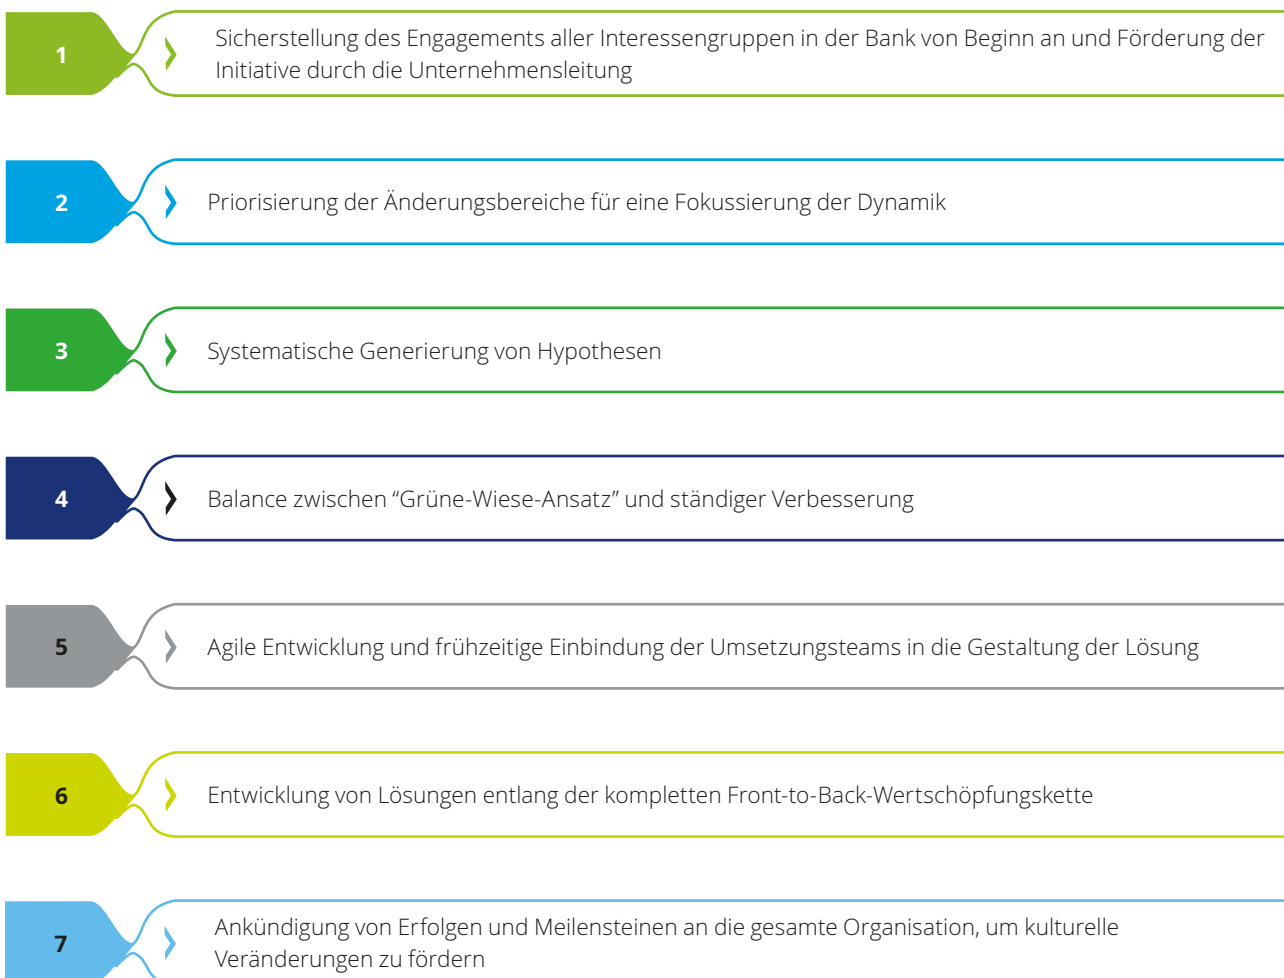 1
Sicherstellung des Engagements aller Interessengruppen in der Bank von Beginn an und Förderung der
Initiative durch die Unternehmensleitung
2
Priorisierung der Änderungsbereiche für eine Fokussierung der Dynamik
3
Systematische Generierung von Hypothesen
4
Balance zwischen “Grüne-Wiese-Ansatz” und ständiger Verbesserung
5
Agile Entwicklung und frühzeitige Einbindung der Umsetzungsteams in die Gestaltung der Lösung
6
Entwicklung von Lösungen entlang der kompletten Front-to-Back-Wertschöpfungskette
7
Ankündigung von Erfolgen und Meilensteinen an die gesamte Organisation, um kulturelle
Veränderungen zu fördern